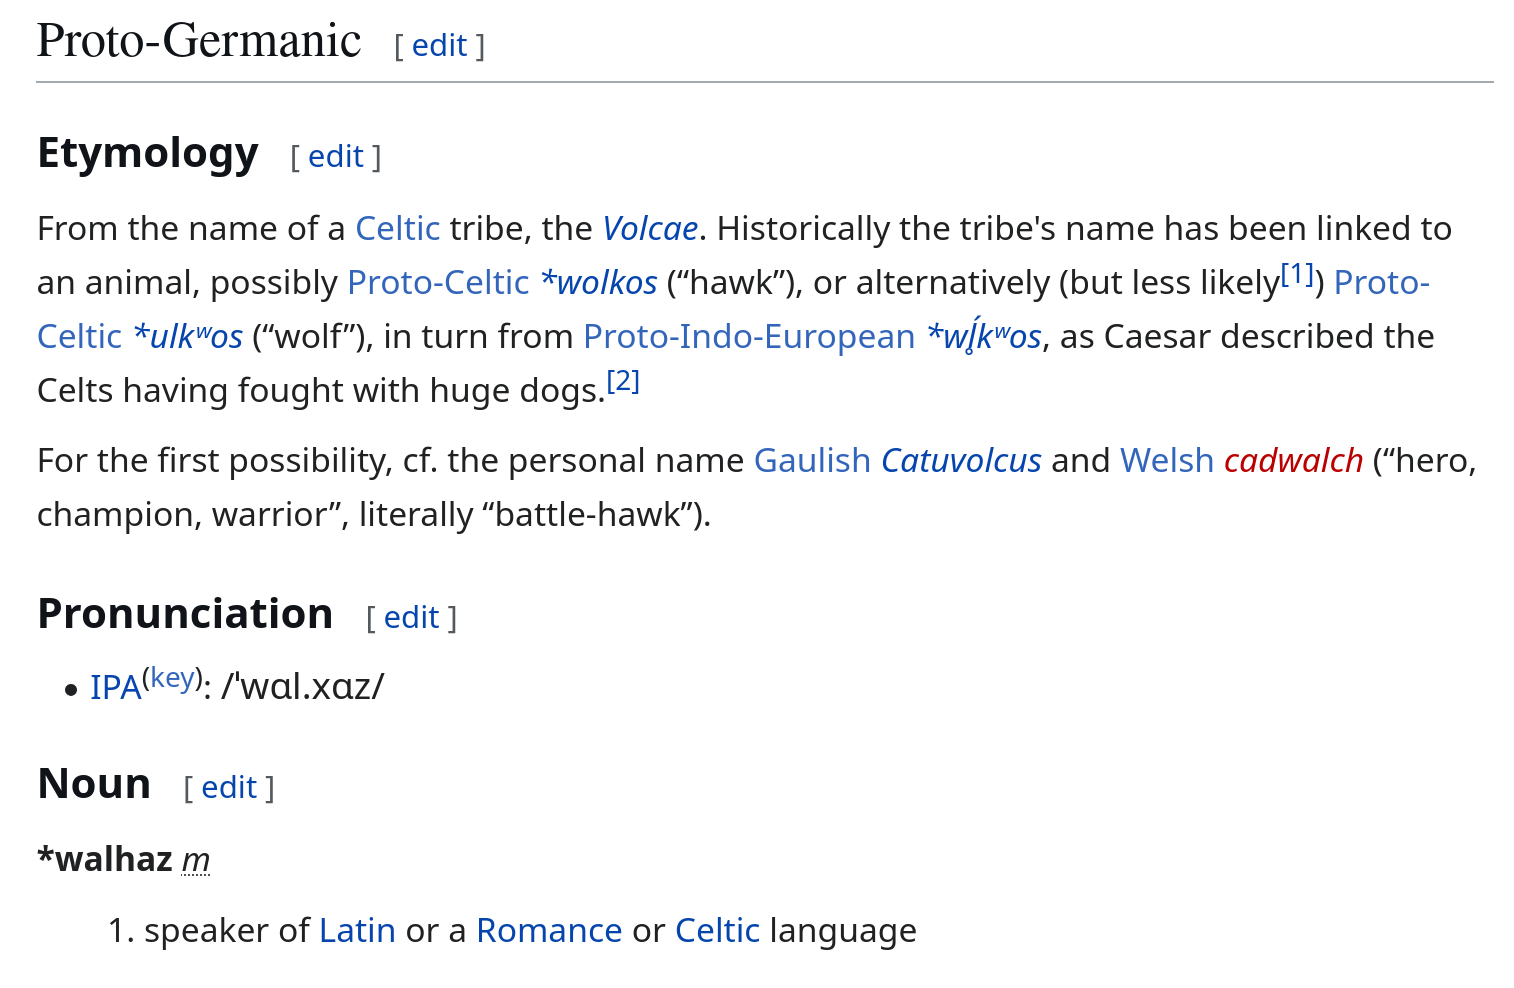 Proto-Germanic [ edit ]
Etymology [ edit ]
From the name of a Celtic tribe, the Volcae. Historically the tribe's name has been linked to
an animal, possibly Proto-Celtic *wolkos (“hawk”), or alternatively (but less likely[1]) Proto-
Celtic *ulkʷos (“wolf”), in turn from Proto-Indo-European *wĺ̥kʷos, as Caesar described the
Celts having fought with huge dogs.[2]
For the first possibility, cf. the personal name Gaulish Catuvolcus and Welsh cadwalch (“hero,
champion, warrior”, literally “battle-hawk”).
Pronunciation [ edit ]
• IPA(key): /ˈwɑl.xɑz/
Noun [ edit ]
*walhaz m
1. speaker of Latin or a Romance or Celtic language